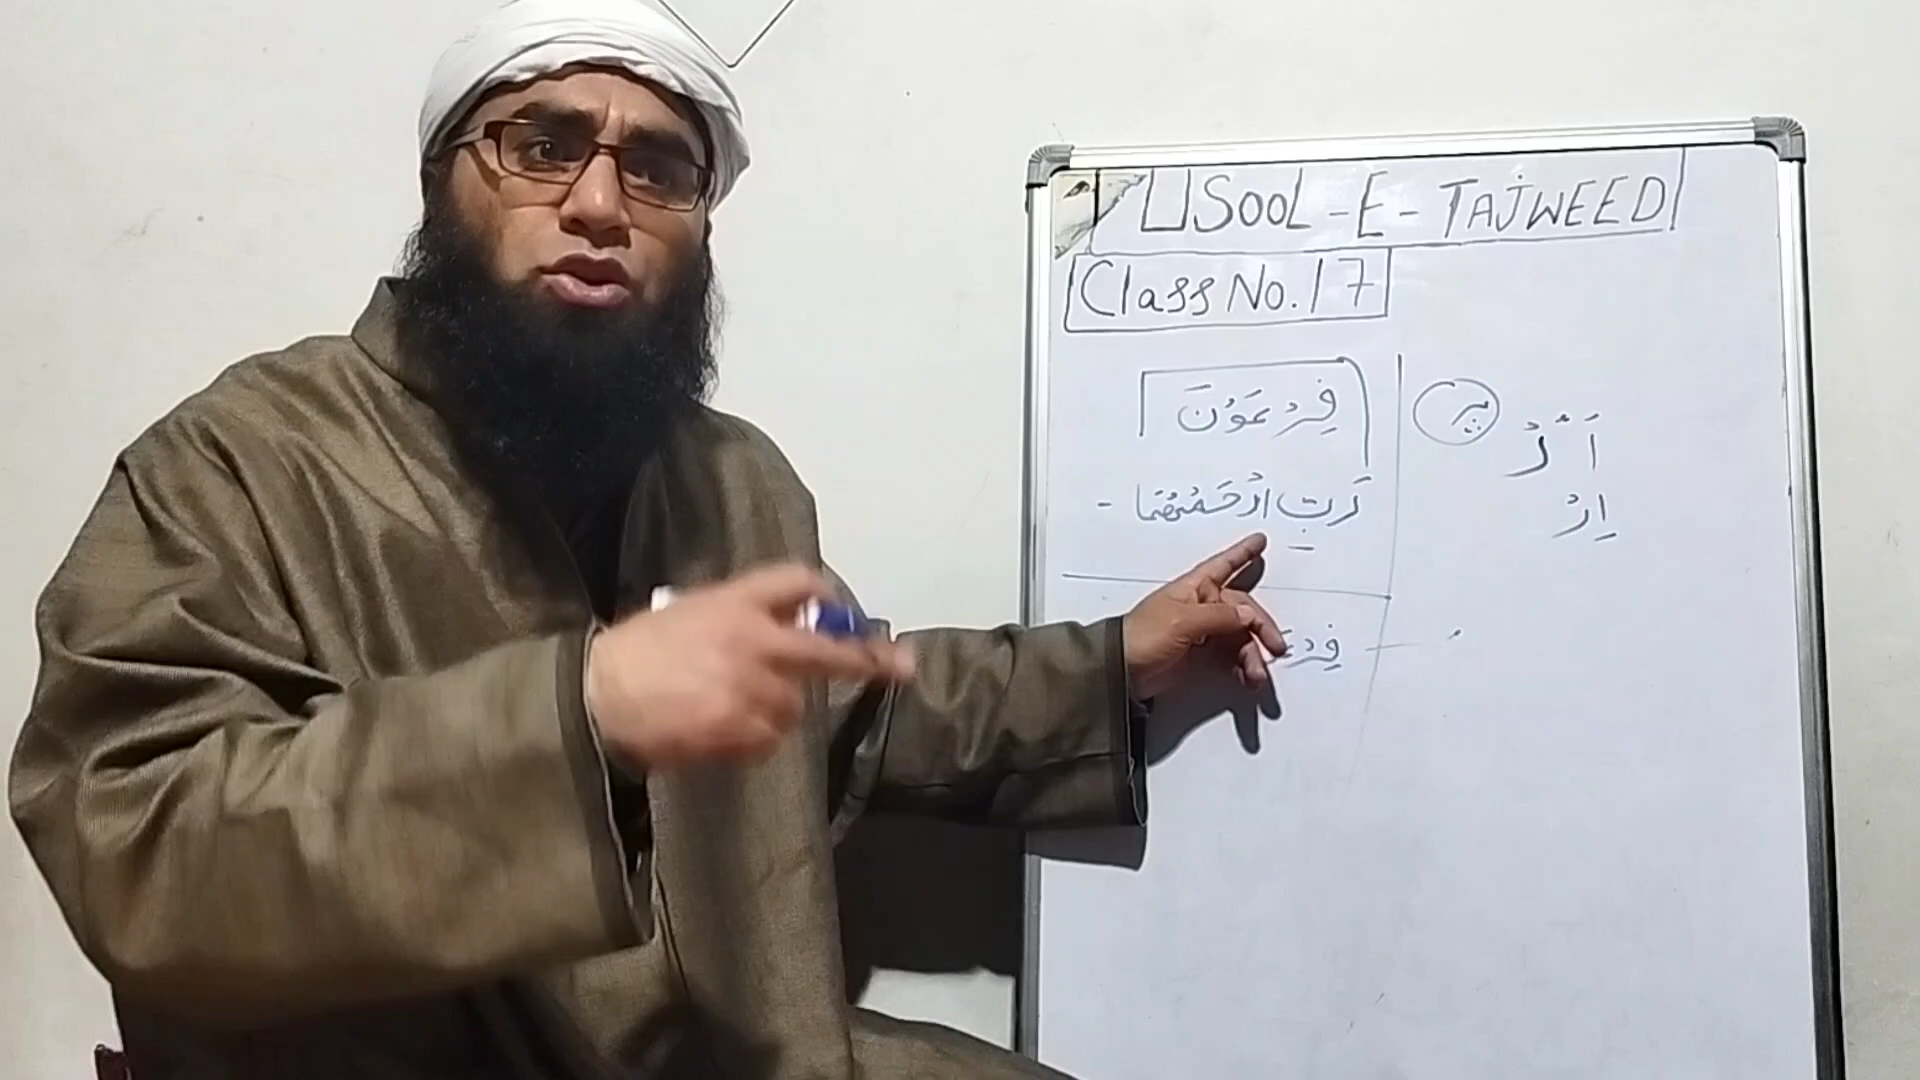 USOOL-E-TAJWEED
Class No. 17
فِرْعَوْنَ
رَبِّ ارْحَمْهُمَا -
اَرْ
اِرْ